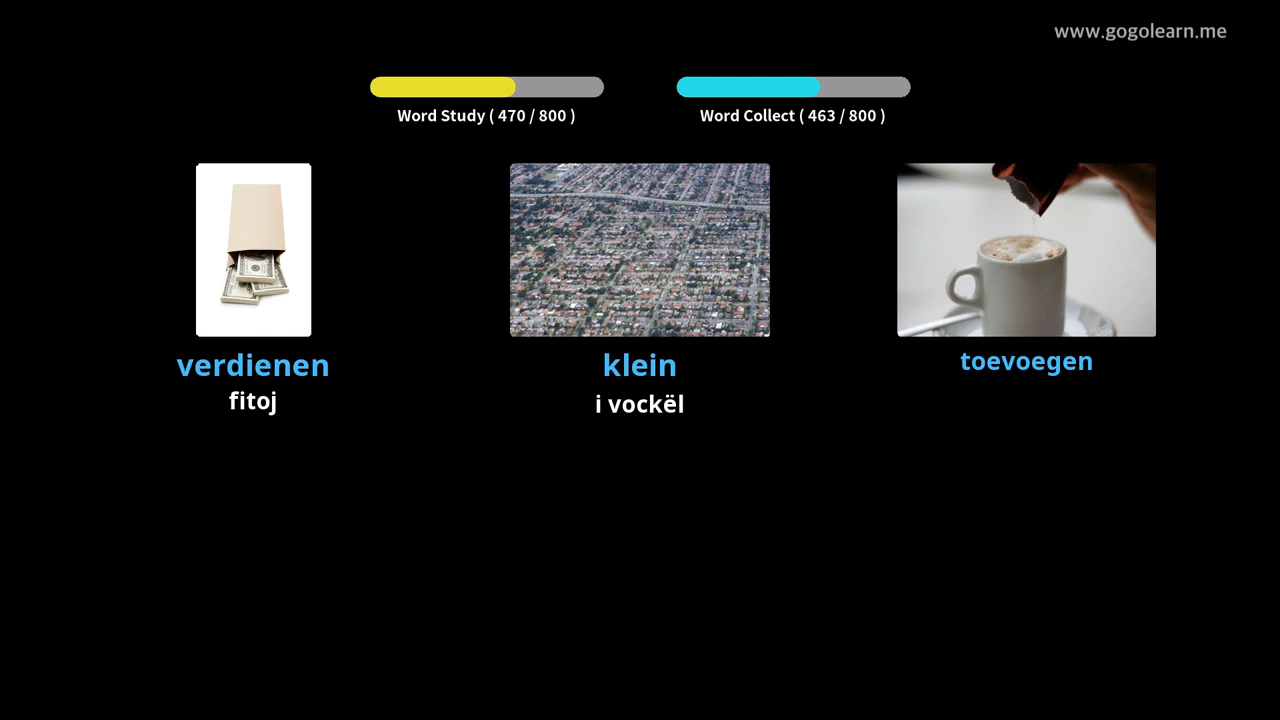 www.gogolearn.me
Word Study ( 470 / 800 )
Word Collect ( 463 / 800 )
verdienen
fitoj
klein
i vockël
toevoegen